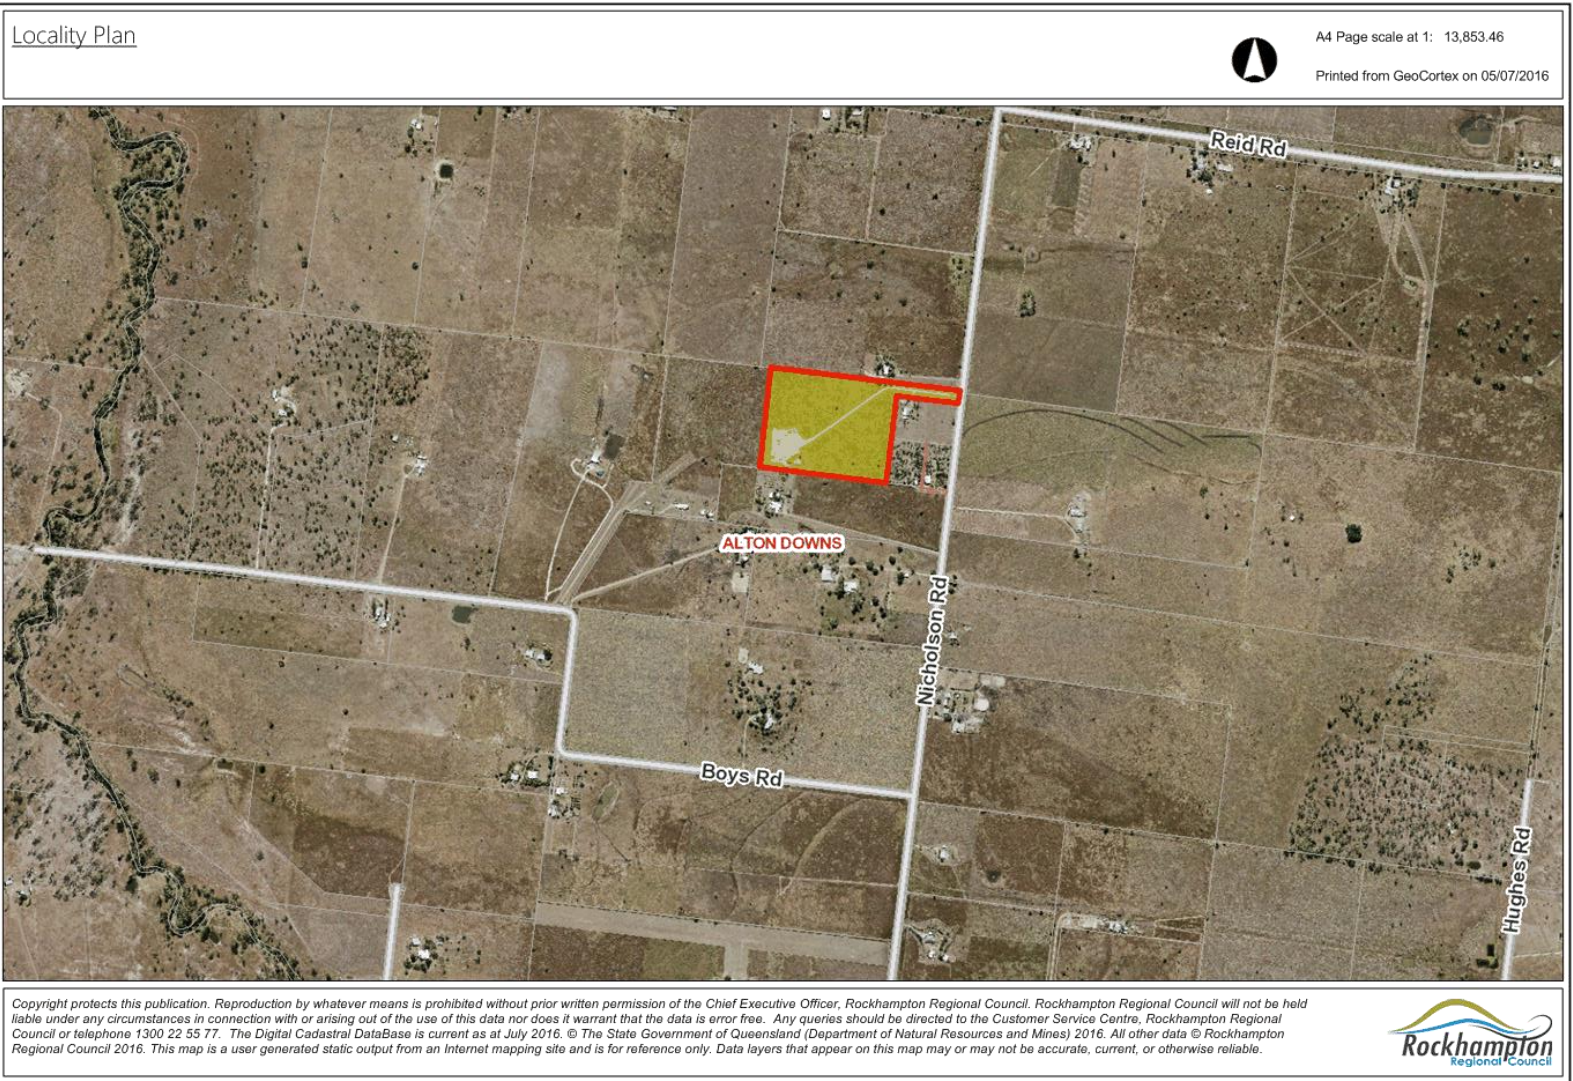 Locality Plan
A4 Page scale at 1: 13,853.46
Printed from GeoCortex on 05/07/2016
Reid Rd
ALTON DOWNS
Nicholson Rd
Boys Rd
Hughes Rd
Copyright protects this publication. Reproduction by whatever means is prohibited without prior written permission of the Chief Executive Officer, Rockhampton Regional Council. Rockhampton Regional Council will not be held
liable under any circumstances in connection with or arising out of the use of this data nor does it warrant that the data is error free. Any queries should be directed to the Customer Service Centre, Rockhampton Regional
Council or telephone 1300 22 55 77. The Digital Cadastral DataBase is current as at July 2016. © The State Government of Queensland (Department of Natural Resources and Mines) 2016. All other data © Rockhampton
Regional Council 2016. This map is a user generated static output from an Internet mapping site and is for reference only. Data layers that appear on this map may or may not be accurate, current, or otherwise reliable.
Rockhampton
Regional Council